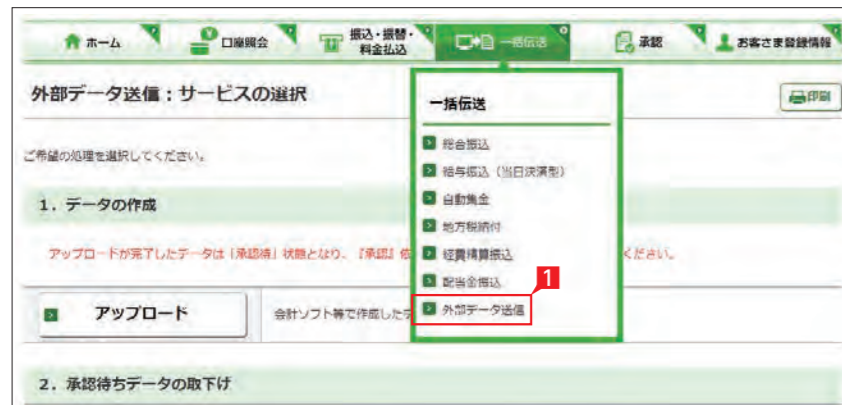 ホーム
口座照会
振込・振替・
料金払込
一括伝送
承認
お客さま登録情報
外部データ送信：サービスの選択
印刷
一括伝送
総合振込
給与振込（当日決済型）
自動集金
地方税納付
経費精算振込
配当金振込
1
外部データ送信
ご希望の処理を選択してください。
1．データの作成
アップロードが完了したデータは「承認待」状態となり、『承認』依
ください。
アップロード
会計ソフト等で作成したデ
2．承認待ちデータの取下げ